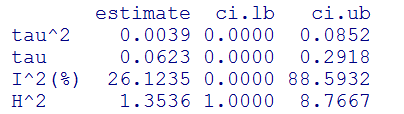 estimate ci.lb ci.ub
tau^2 0.0039 0.0000 0.0852
tau 0.0623 0.0000 0.2918
I^2(%) 26.1235 0.0000 88.5932
H^2 1.3536 1.0000 8.7667